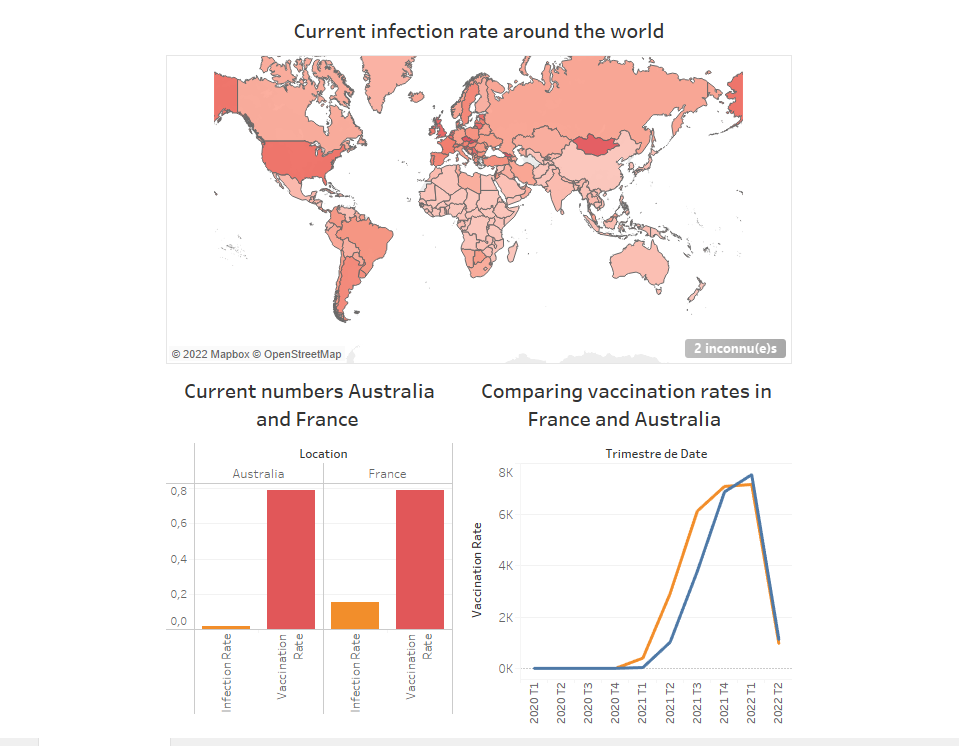 Current infection rate around the world
© 2022 Mapbox © OpenStreetMap
2 inconnu(e)s
Current numbers Australia
and France
Location
Australia
France
0,8
0,6
0,4
0,2
0,0
Infection Rate
Vaccination
Rate
Infection Rate
Vaccination
Rate
Comparing vaccination rates in
France and Australia
Trimestre de Date
Vaccination Rate
8K
6K
4K
2K
0K
2020 T1
2020 T2
2020 T3
2020 T4
2021 T1
2021 T2
2021 T3
2021 T4
2022 T1
2022 T2